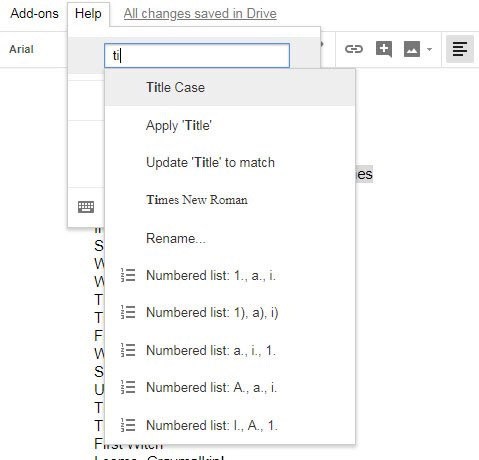 Add-ons Help All changes saved in Drive
Arial
ti
Title Case
Apply 'Title'
Update 'Title' to match
es
Times New Roman
Rename...
Numbered list: 1., a., i.
Numbered list: 1), a), i)
Numbered list: a., i., 1.
Numbered list: A., a., i.
Numbered list: I., A., 1.
First Witch